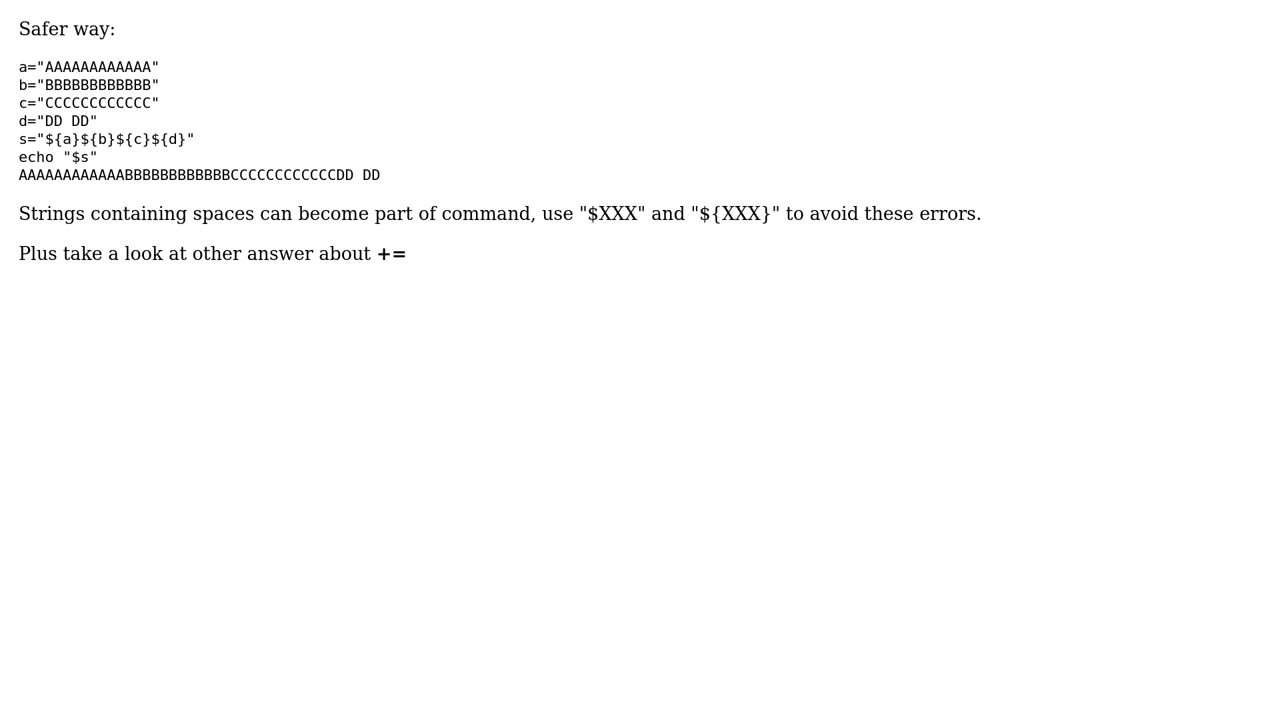 Safer way:
a="AAAAAAAAAAAA"
b="BBBBBBBBBBBB"
c="CCCCCCCCCCCC"
d="DD DD"
s="${a}${b}${c}${d}"
echo "$s"
AAAAAAAAAAAABBBBBBBBBBBBCCCCCCCCCCCCDD DD
Strings containing spaces can become part of command, use "$XXX" and "${XXX}" to avoid these errors.
Plus take a look at other answer about +=